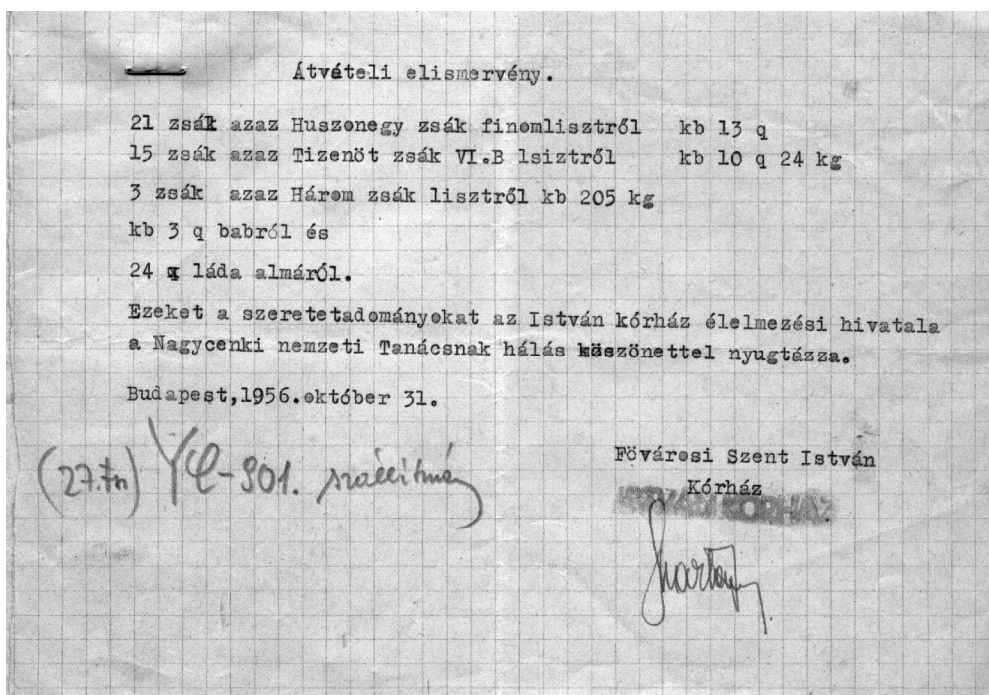 Átvételi elismervény.
21 zsák azaz Huszonegy zsák finomlisztről kb 13 q
15 zsák azaz Tizenöt zsák VI.B lsiztről kb 10 q 24 kg
3 zsák azaz Három zsák lisztről kb 205 kg
kb 3 q babról és
24 q láda almáról.
Ezeket a szeretetadományokat az István kórház élelmezési hivatala
a Nagycenki nemzeti Tanácsnak hálás köszönettel nyugtázza.
Budapest,1956.október 31.
(27. fn) YC-901. szállítmány
Fövárosi Szent István
Kórház
ISTVÁN KÓRHÁZ